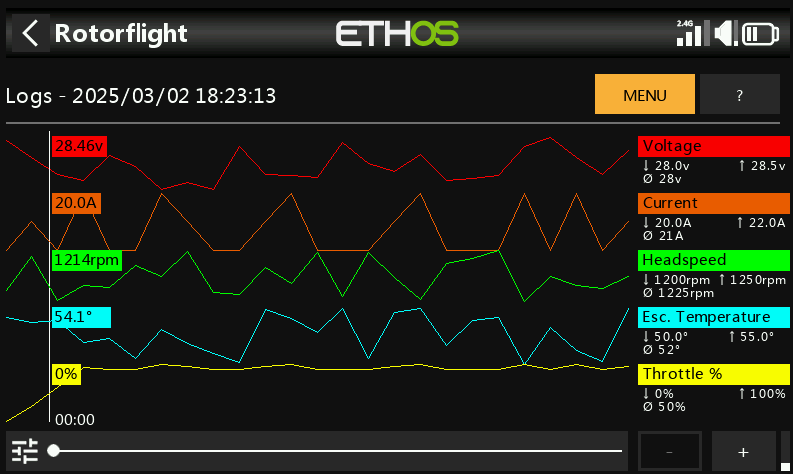 Rotorflight
ETHOS
2.4G
Logs - 2025/03/02 18:23:13
MENU
?
28.46v
Voltage
↓ 28.0v ↑ 28.5v
Ø 28v
20.0A
Current
↓ 20.0A ↑ 22.0A
Ø 21A
1214rpm
Headspeed
↓ 1200rpm ↑ 1250rpm
Ø 1225rpm
54.1°
Esc. Temperature
↓ 50.0° ↑ 55.0°
Ø 52°
0%
Throttle %
↓ 0% ↑ 100%
Ø 50%
00:00
-
+